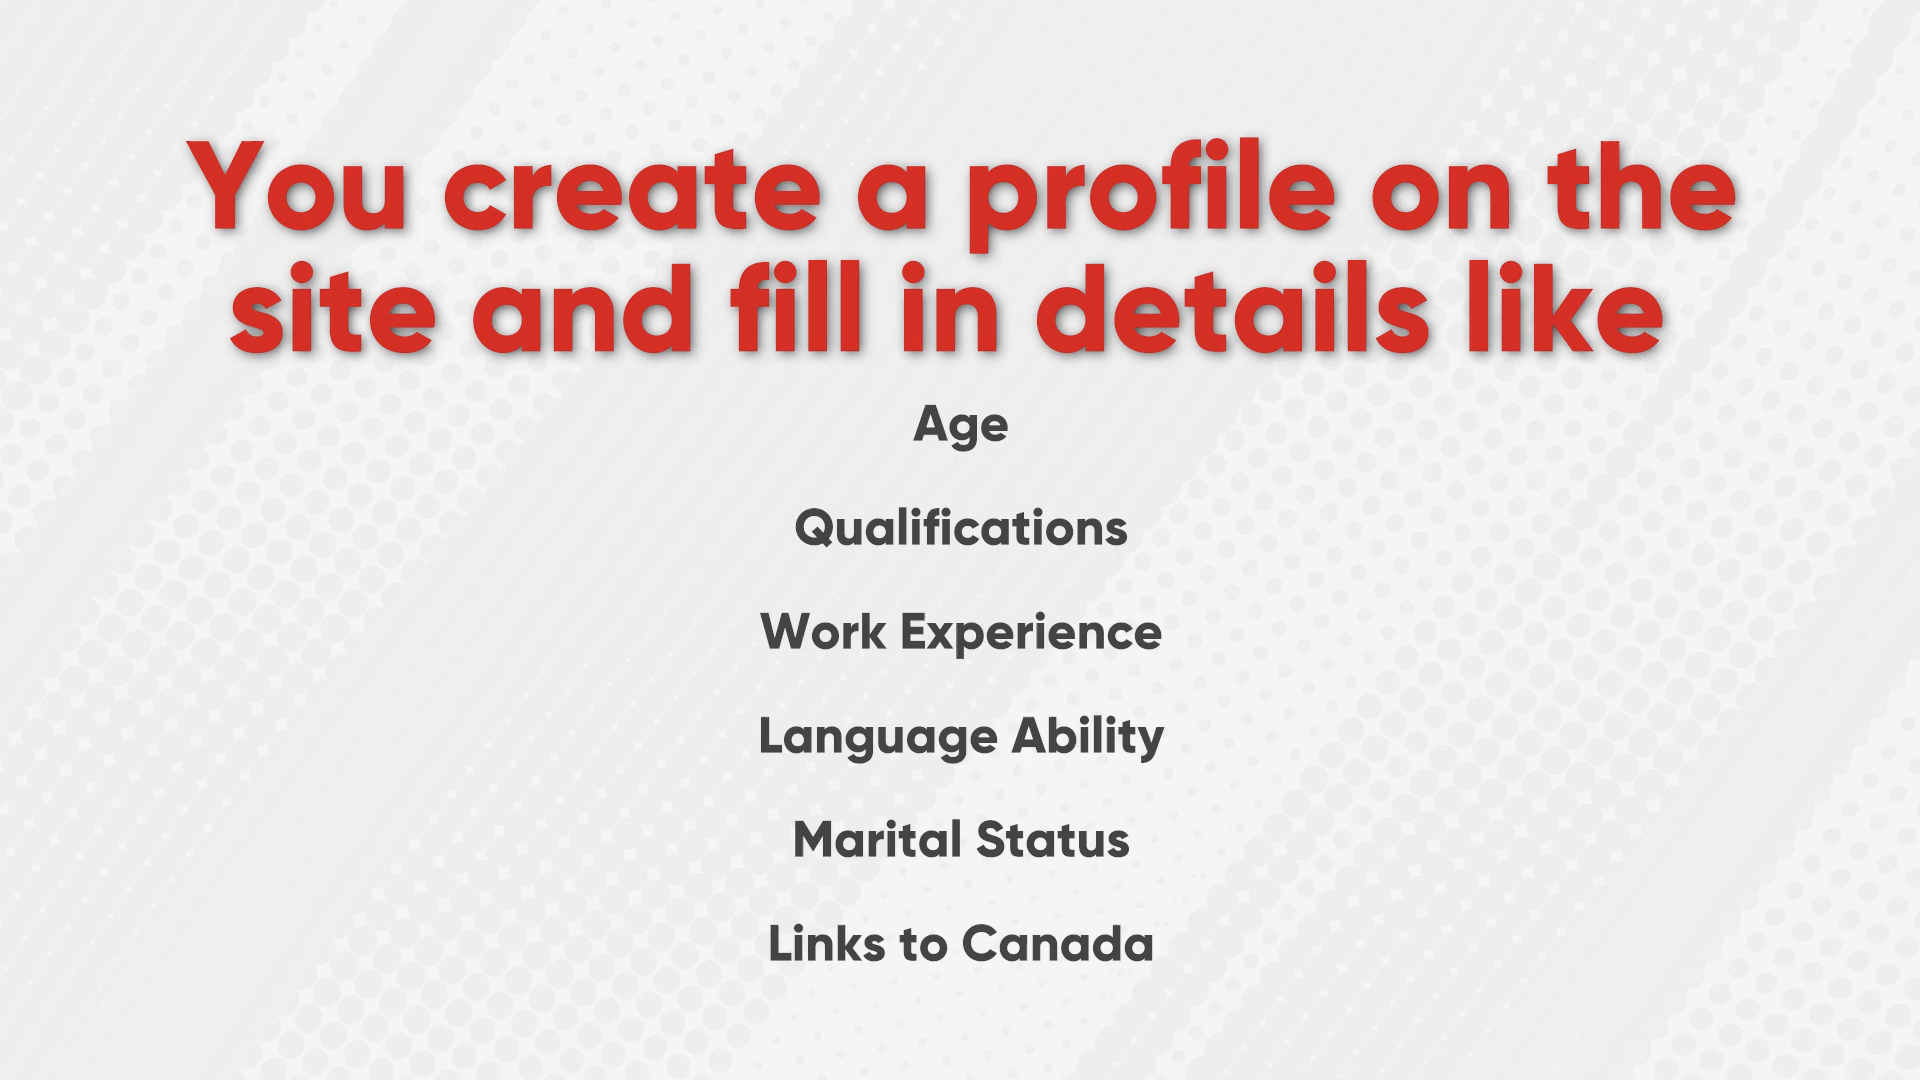 You create a profile on the
site and fill in details like
Age
Qualifications
Work Experience
Language Ability
Marital Status
Links to Canada